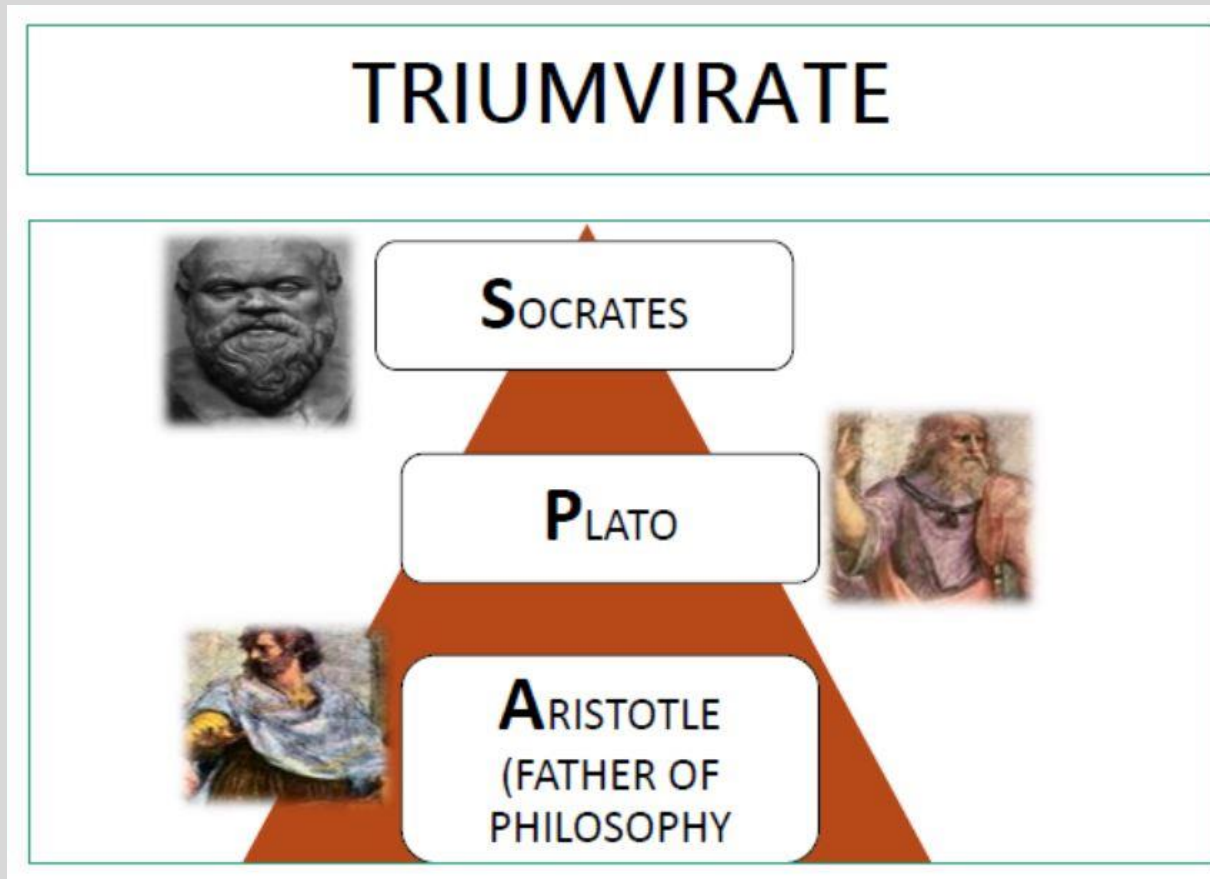 TRIUMVIRATE
SOCRATES
PLATO
ARISTOTLE
(FATHER OF
PHILOSOPHY